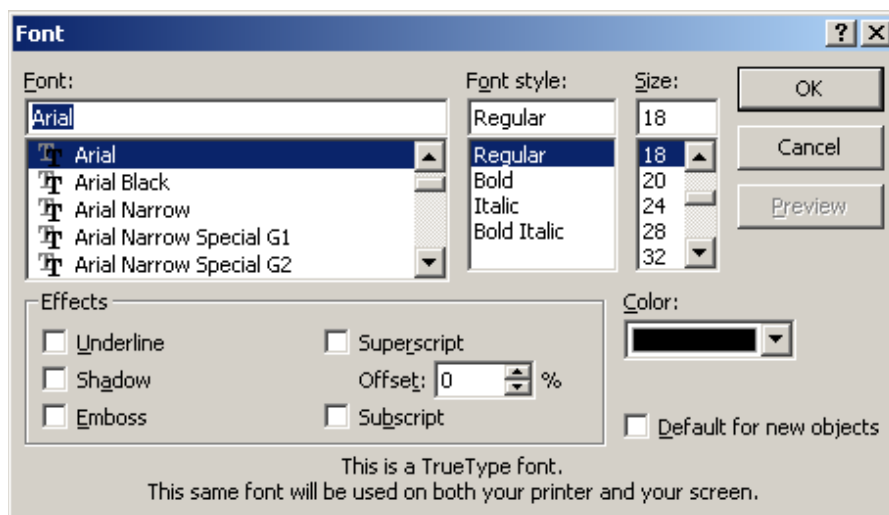 Font
Font:
Arial
Arial
Arial Black
Arial Narrow
Arial Narrow Special G1
Arial Narrow Special G2
Font style:
Regular
Regular
Bold
Italic
Bold Italic
Size:
18
18
20
24
28
32
OK
Cancel
Preview
Effects
Underline
Shadow
Emboss
Superscript
Offset: 0 %
Subscript
Color:
Default for new objects
This is a TrueType font.
This same font will be used on both your printer and your screen.